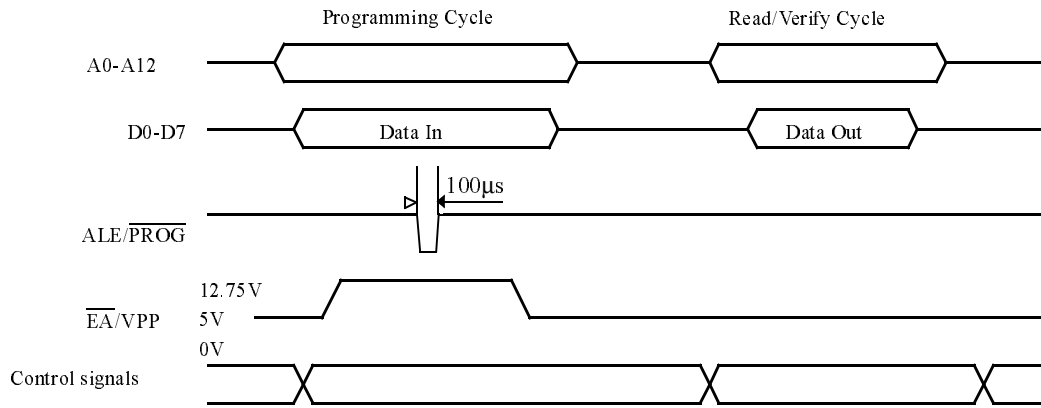 Programming Cycle Read/Verify Cycle
A0-A12
D0-D7 Data In Data Out
100μs
ALE/PROG
12.75V
EA/VPP 5V
0V
Control signals